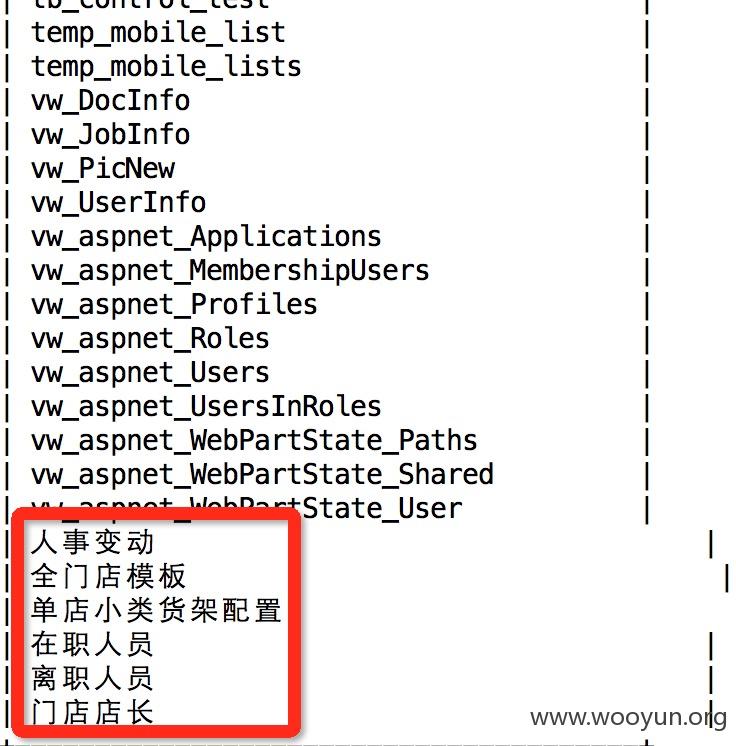 tb_control_test
temp_mobile_list
temp_mobile_lists
vw_DocInfo
vw_JobInfo
vw_PicNew
vw_UserInfo
vw_aspnet_Applications
vw_aspnet_MembershipUsers
vw_aspnet_Profiles
vw_aspnet_Roles
vw_aspnet_Users
vw_aspnet_UsersInRoles
vw_aspnet_WebPartState_Paths
vw_aspnet_WebPartState_Shared
vw_aspnet_WebPartState_User
人事变动
全门店模板
单店小类货架配置
在职人员
离职人员
门店店长
www.wooyun.org